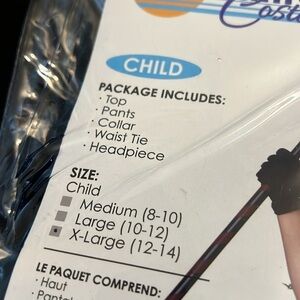 CHILD
PACKAGE INCLUDES:
· Top
· Pants
· Collar
· Waist Tie
· Headpiece
SIZE:
Child
Medium (8-10)
Large (10-12)
X-Large (12-14)
LE PAQUET COMPREND:
· Haut